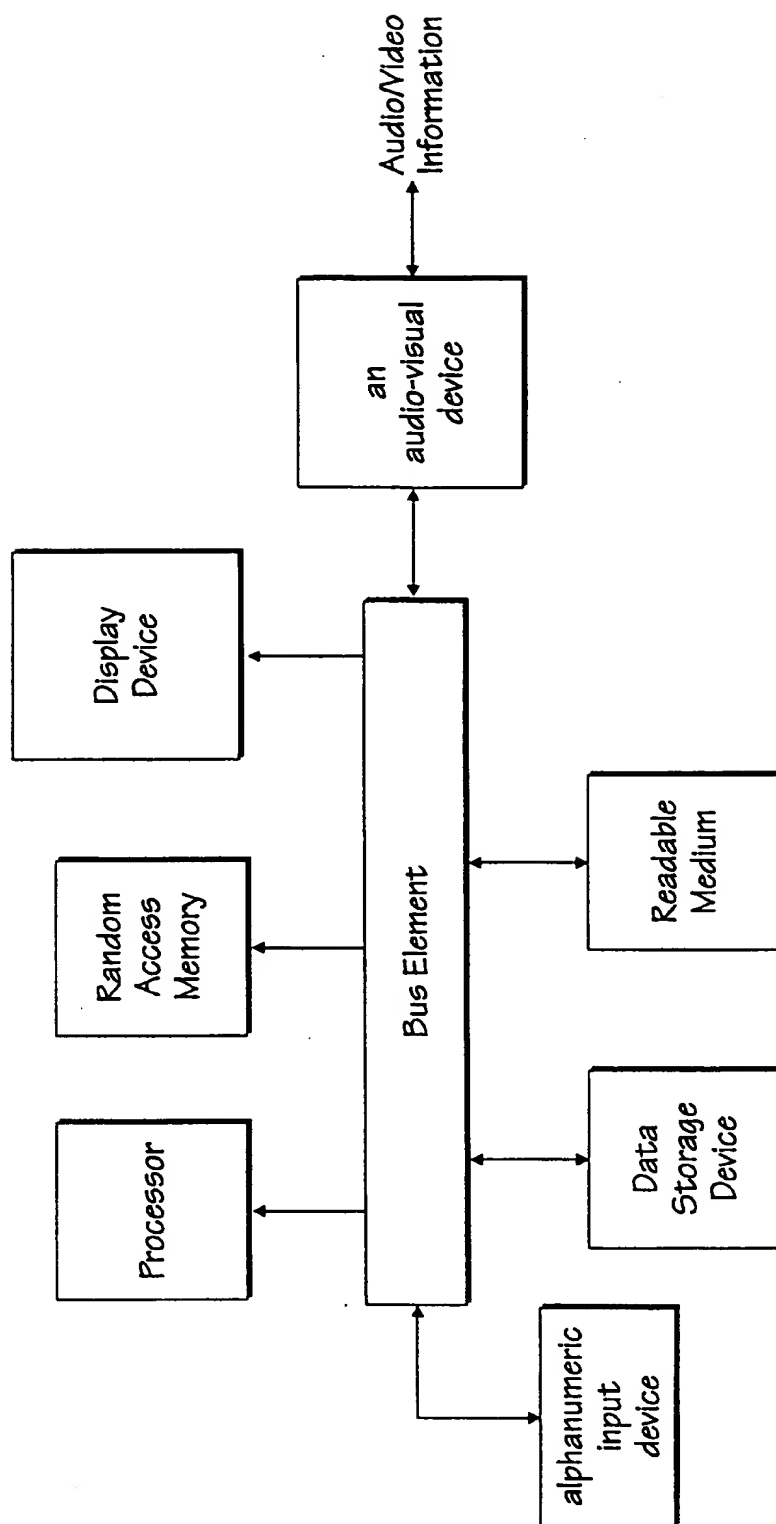 Processor
Random
Access
Memory
Display
Device
Bus Element
an
audio-visual
device
Audio/Video
Information
alphanumeric
input
device
Data
Storage
Device
Readable
Medium